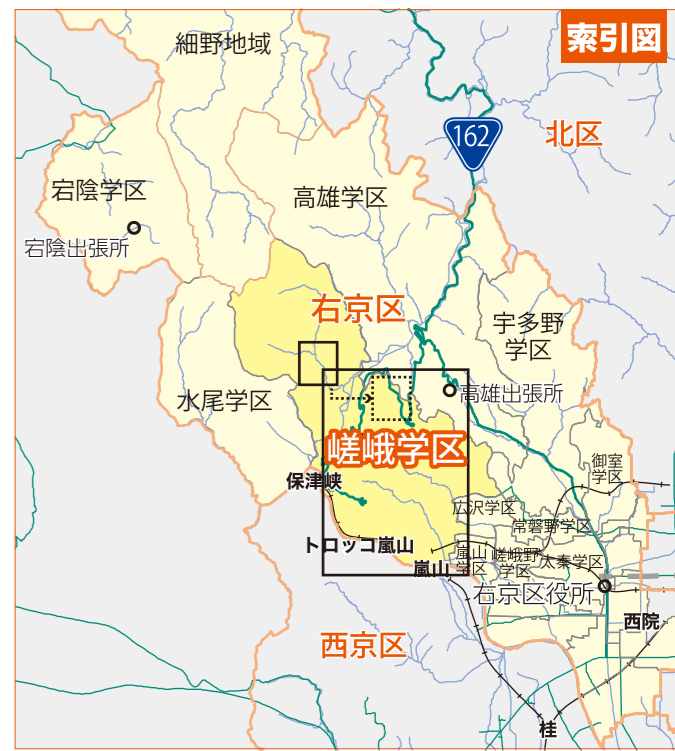 索引図
細野地域
162
北区
宕陰学区
高雄学区
宕陰出張所
右京区
宇多野
学区
水尾学区
高雄出張所
嵯峨学区
御室
学区
保津峡
広沢学区
常磐野学区
トロッコ嵐山
嵐山
学区
嵯峨野
学区
太秦学区
嵐山
右京区役所
西院
西京区
桂